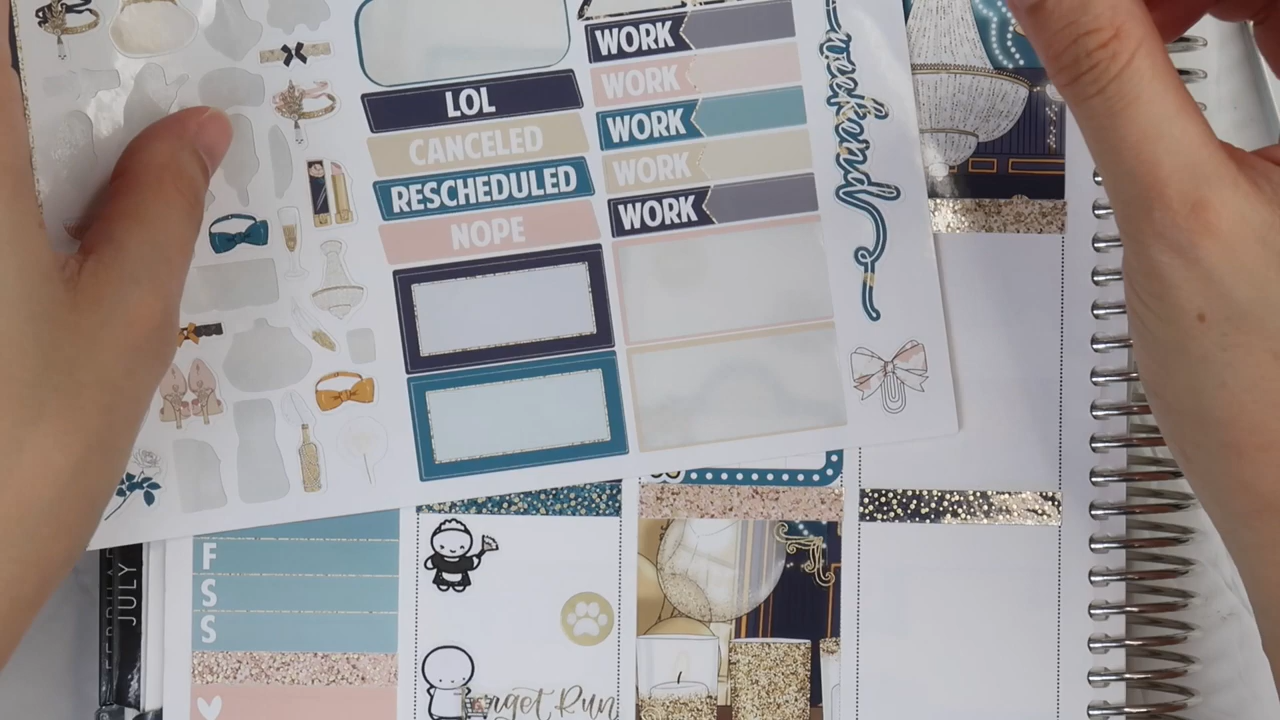 LOL
CANCELED
RESCHEDULED
NOPE
WORK
WORK
WORK
WORK
WORK
weekend
F
S
S
JULY
Target Run